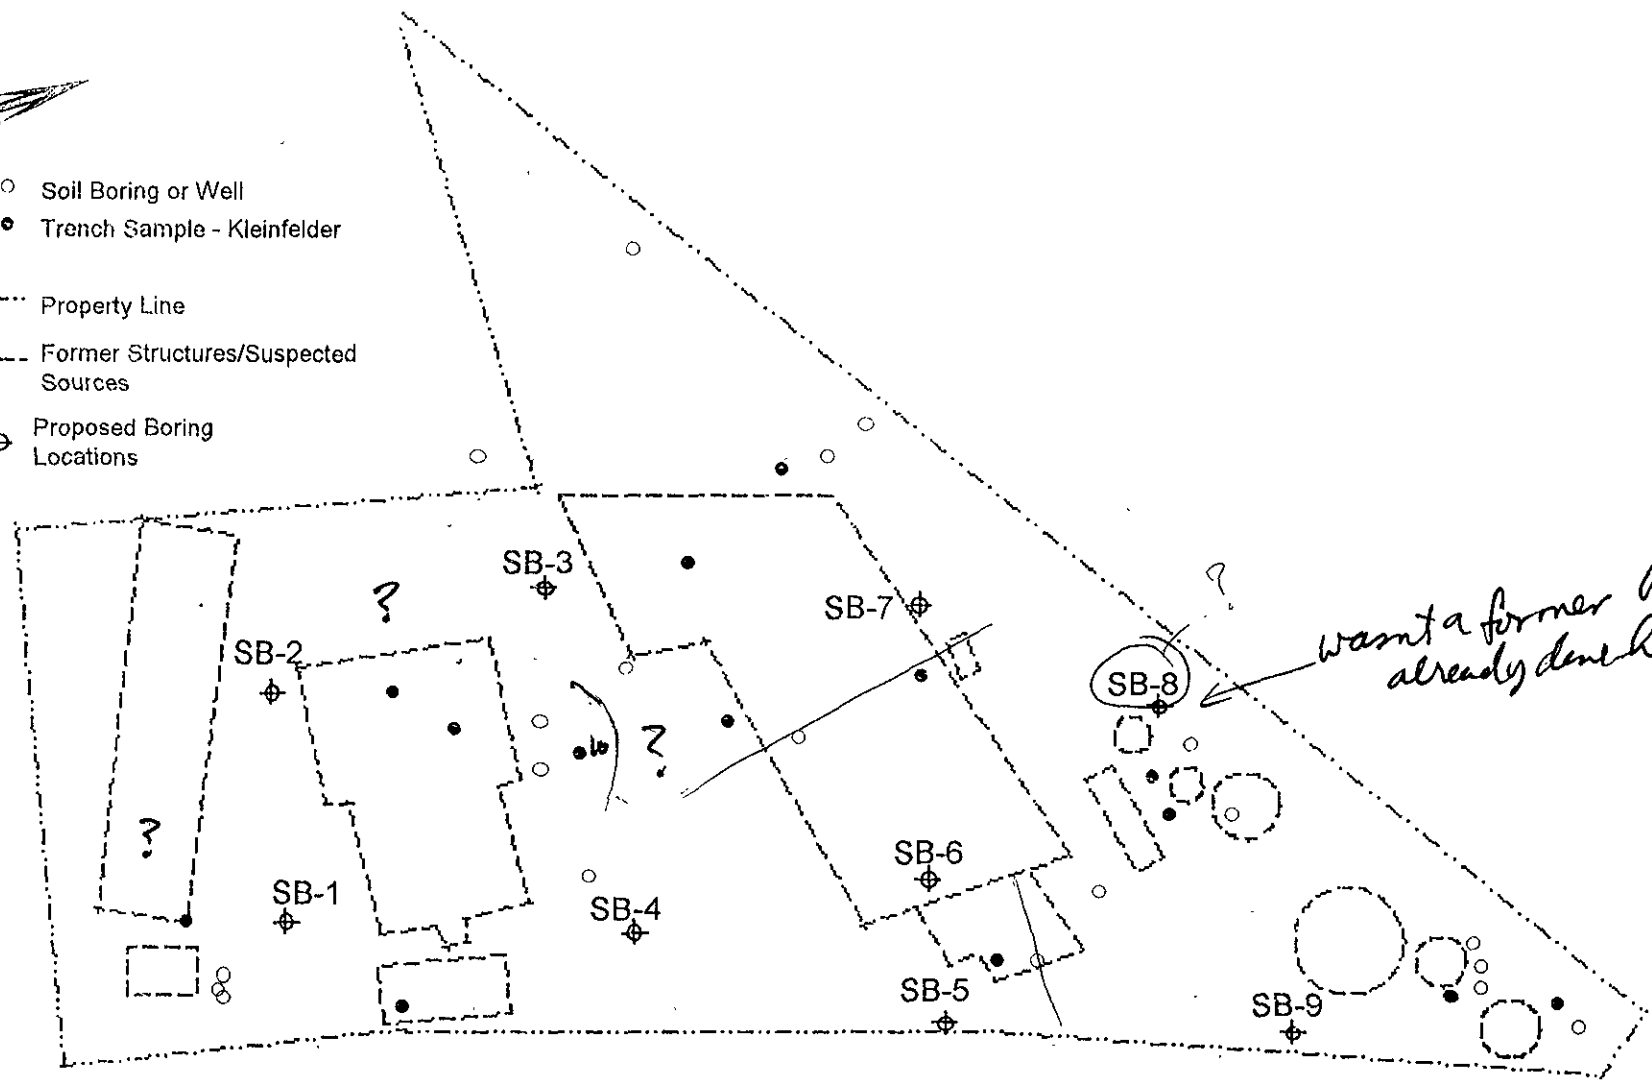 Soil Boring or Well
Trench Sample - Kleinfelder
Property Line
Former Structures/Suspected
Sources
Proposed Boring
Locations
SB-3
?
SB-7
?
SB-2
SB-8
wasn't a former
already done
?
?
SB-6
SB-1
SB-4
SB-5
SB-9